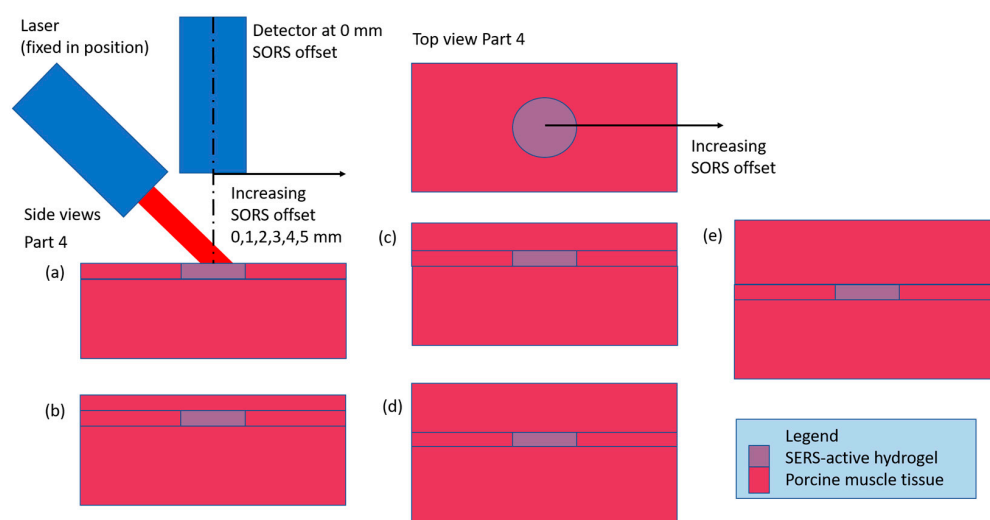 Laser
(fixed in position)
Detector at 0 mm
SORS offset
Increasing
SORS offset
0,1,2,3,4,5 mm
Side views
Part 4
(a)
(b)
Top view Part 4
Increasing
SORS offset
(c)
(d)
(e)
Legend
SERS-active hydrogel
Porcine muscle tissue